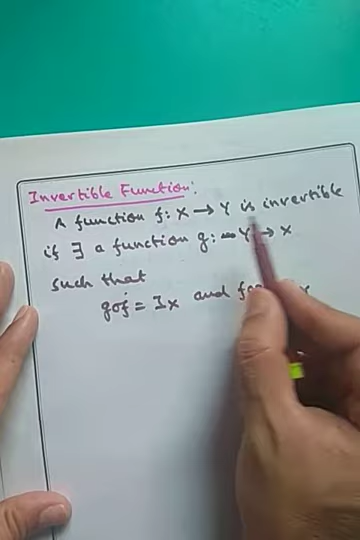 Invertible Function:
A function f: X → Y is invertible
if ∃ a function g: Y → X
such that
gof = Ix and